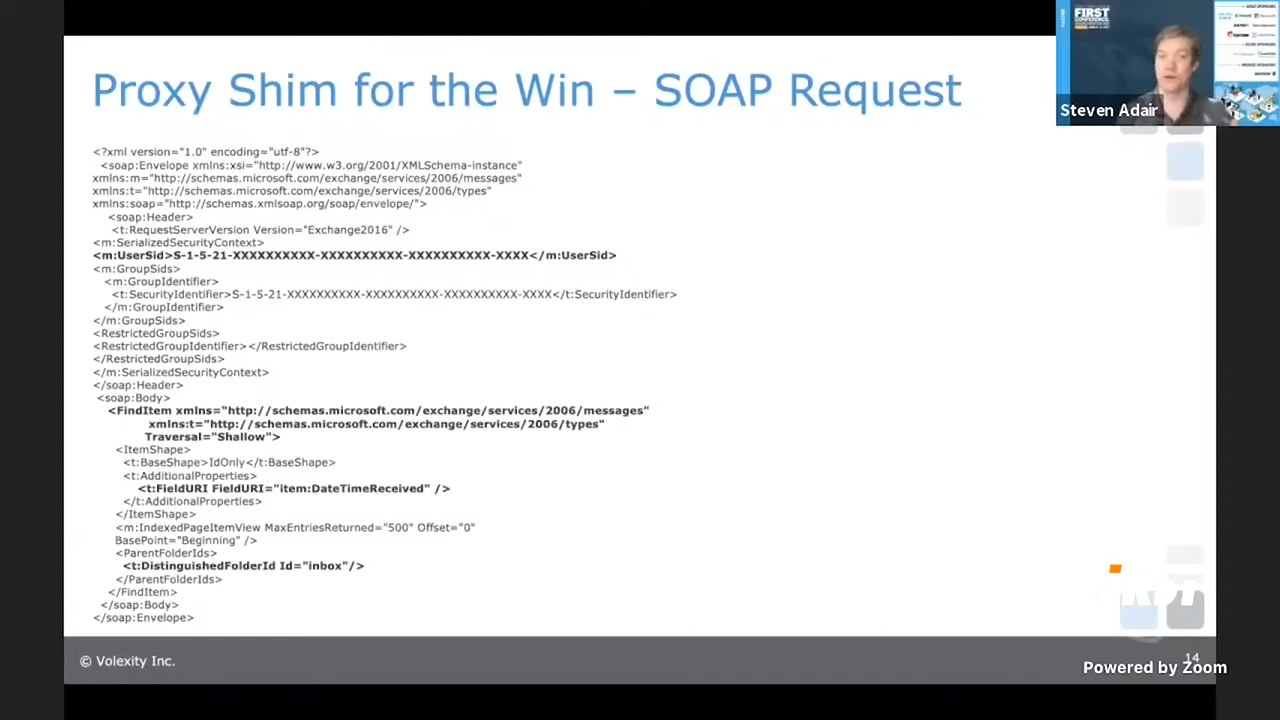 Proxy Shim for the Win – SOAP Request
FIRST
CONFERENCE
Steven Adair
<?xml version="1.0" encoding="utf-8"?>
<soap:Envelope xmlns:xsi="http://www.w3.org/2001/XMLSchema-instance"
xmlns:m="http://schemas.microsoft.com/exchange/services/2006/messages"
xmlns:t="http://schemas.microsoft.com/exchange/services/2006/types"
xmlns:soap="http://schemas.xmlsoap.org/soap/envelope/">
<soap:Header>
<t:RequestServerVersion Version="Exchange2016" />
<m:SerializedSecurityContext>
<m:UserSid>S-1-5-21-XXXXXXXXXX-XXXXXXXXXX-XXXXXXXXXX-XXXX</m:UserSid>
<m:GroupSids>
<m:GroupIdentifier>
<t:SecurityIdentifier>S-1-5-21-XXXXXXXXXX-XXXXXXXXXX-XXXXXXXXXX-XXXX</t:SecurityIdentifier>
</m:GroupIdentifier>
</m:GroupSids>
<RestrictedGroupSids>
<RestrictedGroupIdentifier></RestrictedGroupIdentifier>
</RestrictedGroupSids>
</m:SerializedSecurityContext>
</soap:Header>
<soap:Body>
<FindItem xmlns="http://schemas.microsoft.com/exchange/services/2006/messages"
xmlns:t="http://schemas.microsoft.com/exchange/services/2006/types"
Traversal="Shallow">
<ItemShape>
<t:BaseShape>IdOnly</t:BaseShape>
<t:AdditionalProperties>
<t:FieldURI FieldURI="item:DateTimeReceived" />
</t:AdditionalProperties>
</ItemShape>
<m:IndexedPageItemView MaxEntriesReturned="500" Offset="0"
BasePoint="Beginning" />
<ParentFolderIds>
<t:DistinguishedFolderId Id="inbox"/>
</ParentFolderIds>
</FindItem>
</soap:Body>
</soap:Envelope>
© Volexity Inc.
14
Powered by Zoom